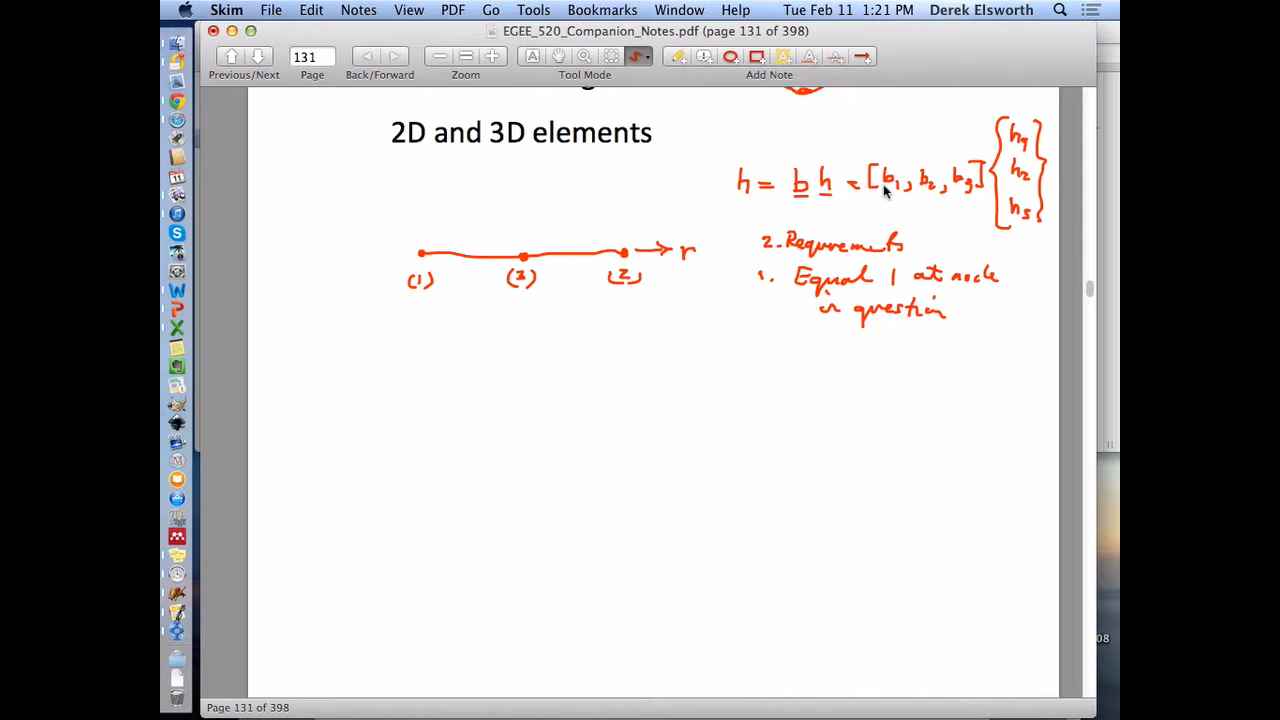 Skim File Edit View Go Tools Bookmarks Window Help Tue Feb 11 1:21 PM Derek Elsworth
Notes PDF
EGEE_520_Companion_Notes.pdf (page 131 of 398)
131
Previous/Next Page Back/Forward Zoom Tool Mode Add Note
2D and 3D elements
h = b h = [b1, b2, b3] {h1
h2
h3}
2. Requirements
1. Equal 1 at node
in question
(1) (3) (2) r
08
Page 131 of 398